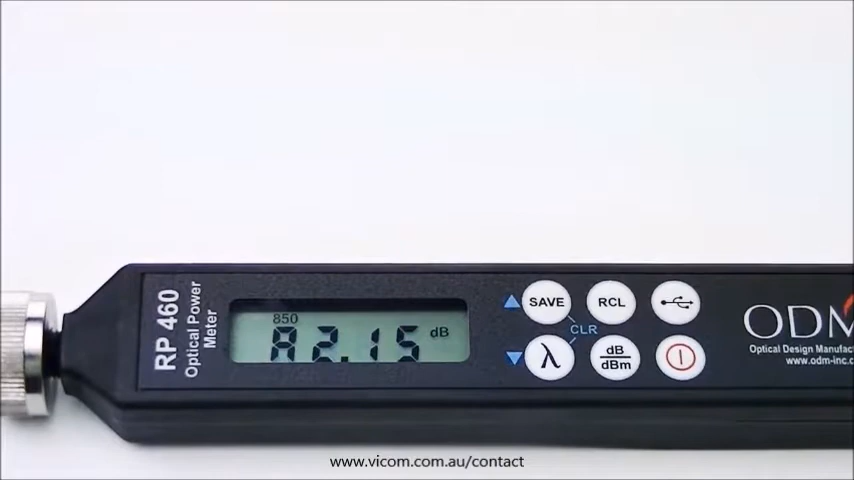 RP 460
Optical Power
Meter
850
A2.15 dB
SAVE
RCL
CLR
λ
dB
dBm
ODM
Optical Design Manufac
www.odm-inc.c
www.vicom.com.au/contact